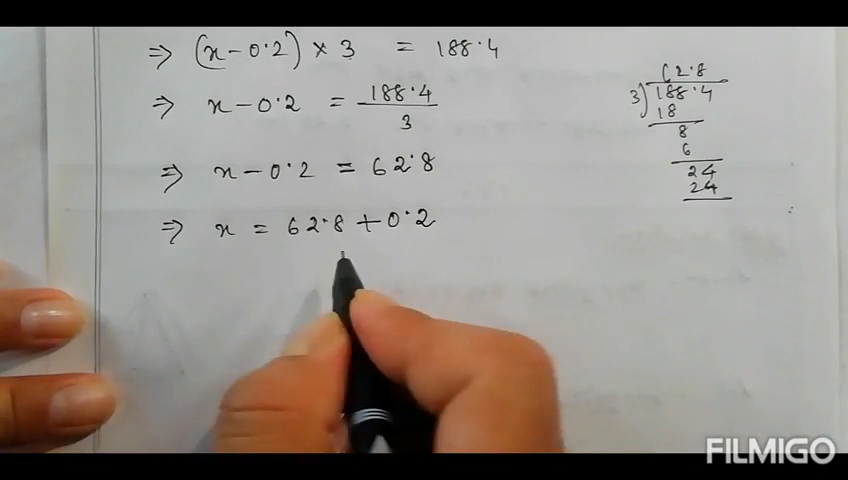 ⇒ (x - 0.2) × 3 = 188.4
⇒ x - 0.2 = 188.4
3
⇒ x - 0.2 = 62.8
⇒ x = 62.8 + 0.2
62.8
3)188.4
18
8
6
24
24
FILMIGO